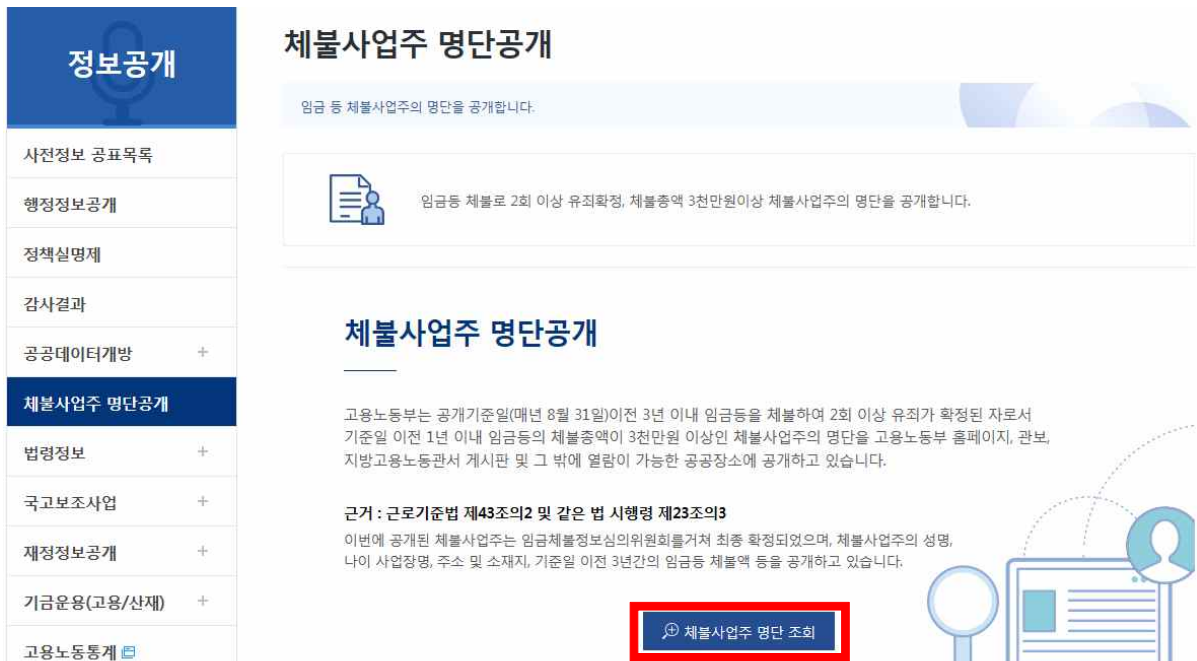 정보공개
사전정보 공표목록
행정정보공개
정책실명제
감사결과
공공데이터개방 +
체불사업주 명단공개
법령정보 +
국고보조사업 +
재정정보공개 +
기금운용(고용/산재) +
고용노동통계
체불사업주 명단공개
임금 등 체불사업주의 명단을 공개합니다.
임금등 체불로 2회 이상 유죄확정, 체불총액 3천만원이상 체불사업주의 명단을 공개합니다.
체불사업주 명단공개
고용노동부는 공개기준일(매년 8월 31일)이전 3년 이내 임금등을 체불하여 2회 이상 유죄가 확정된 자로서
기준일 이전 1년 이내 임금등의 체불총액이 3천만원 이상인 체불사업주의 명단을 고용노동부 홈페이지, 관보,
지방고용노동관서 게시판 및 그 밖에 열람이 가능한 공공장소에 공개하고 있습니다.
근거 : 근로기준법 제43조의2 및 같은 법 시행령 제23조의3
이번에 공개된 체불사업주는 임금체불정보심의위원회를거쳐 최종 확정되었으며, 체불사업주의 성명,
나이 사업장명, 주소 및 소재지, 기준일 이전 3년간의 임금등 체불액 등을 공개하고 있습니다.
체불사업주 명단 조회